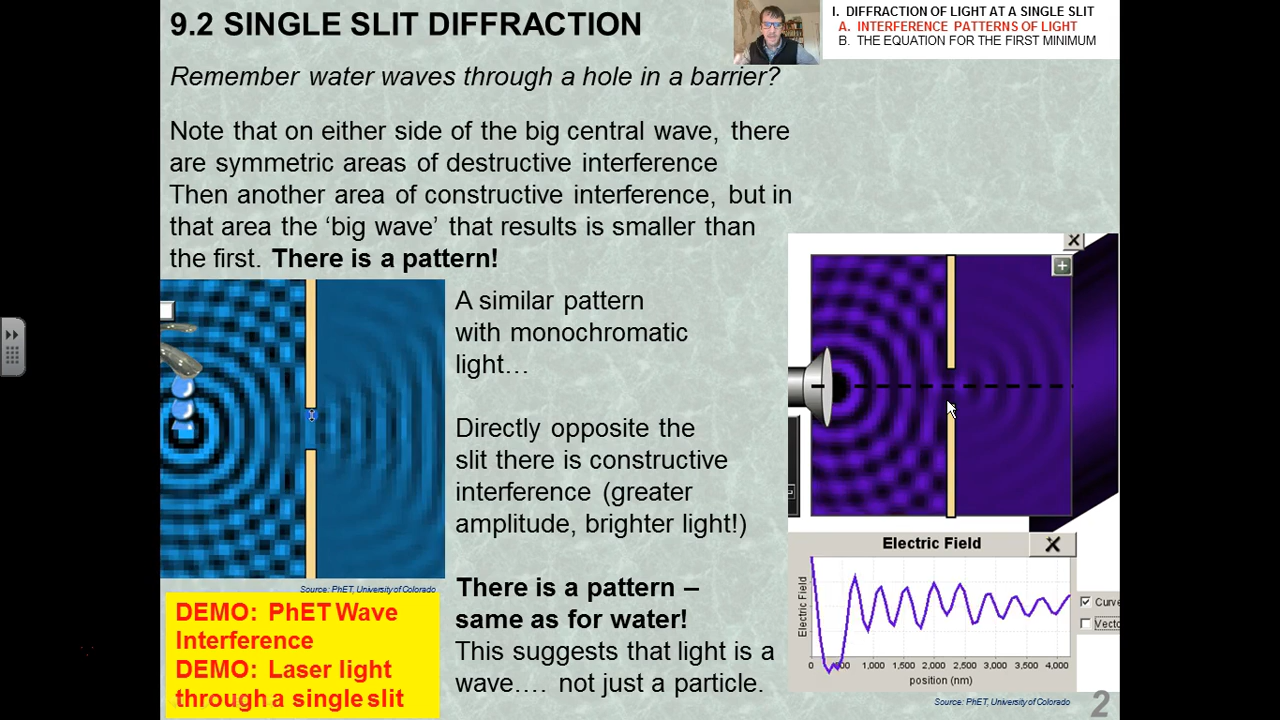 9.2 SINGLE SLIT DIFFRACTION
I. DIFFRACTION OF LIGHT AT A SINGLE SLIT
A. INTERFERENCE PATTERNS OF LIGHT
B. THE EQUATION FOR THE FIRST MINIMUM
Remember water waves through a hole in a barrier?
Note that on either side of the big central wave, there
are symmetric areas of destructive interference
Then another area of constructive interference, but in
that area the ‘big wave’ that results is smaller than
the first. There is a pattern!
A similar pattern
with monochromatic
light…
Directly opposite the
slit there is constructive
interference (greater
amplitude, brighter light!)
There is a pattern –
same as for water!
This suggests that light is a
wave…. not just a particle.
Source: PhET, University of Colorado
DEMO: PhET Wave
Interference
DEMO: Laser light
through a single slit
Electric Field
Electric Field
Curve
Vecto
0 500 1,000 1,500 2,000 2,500 3,000 3,500 4,000
position (nm)
Source: PhET, University of Colorado
2